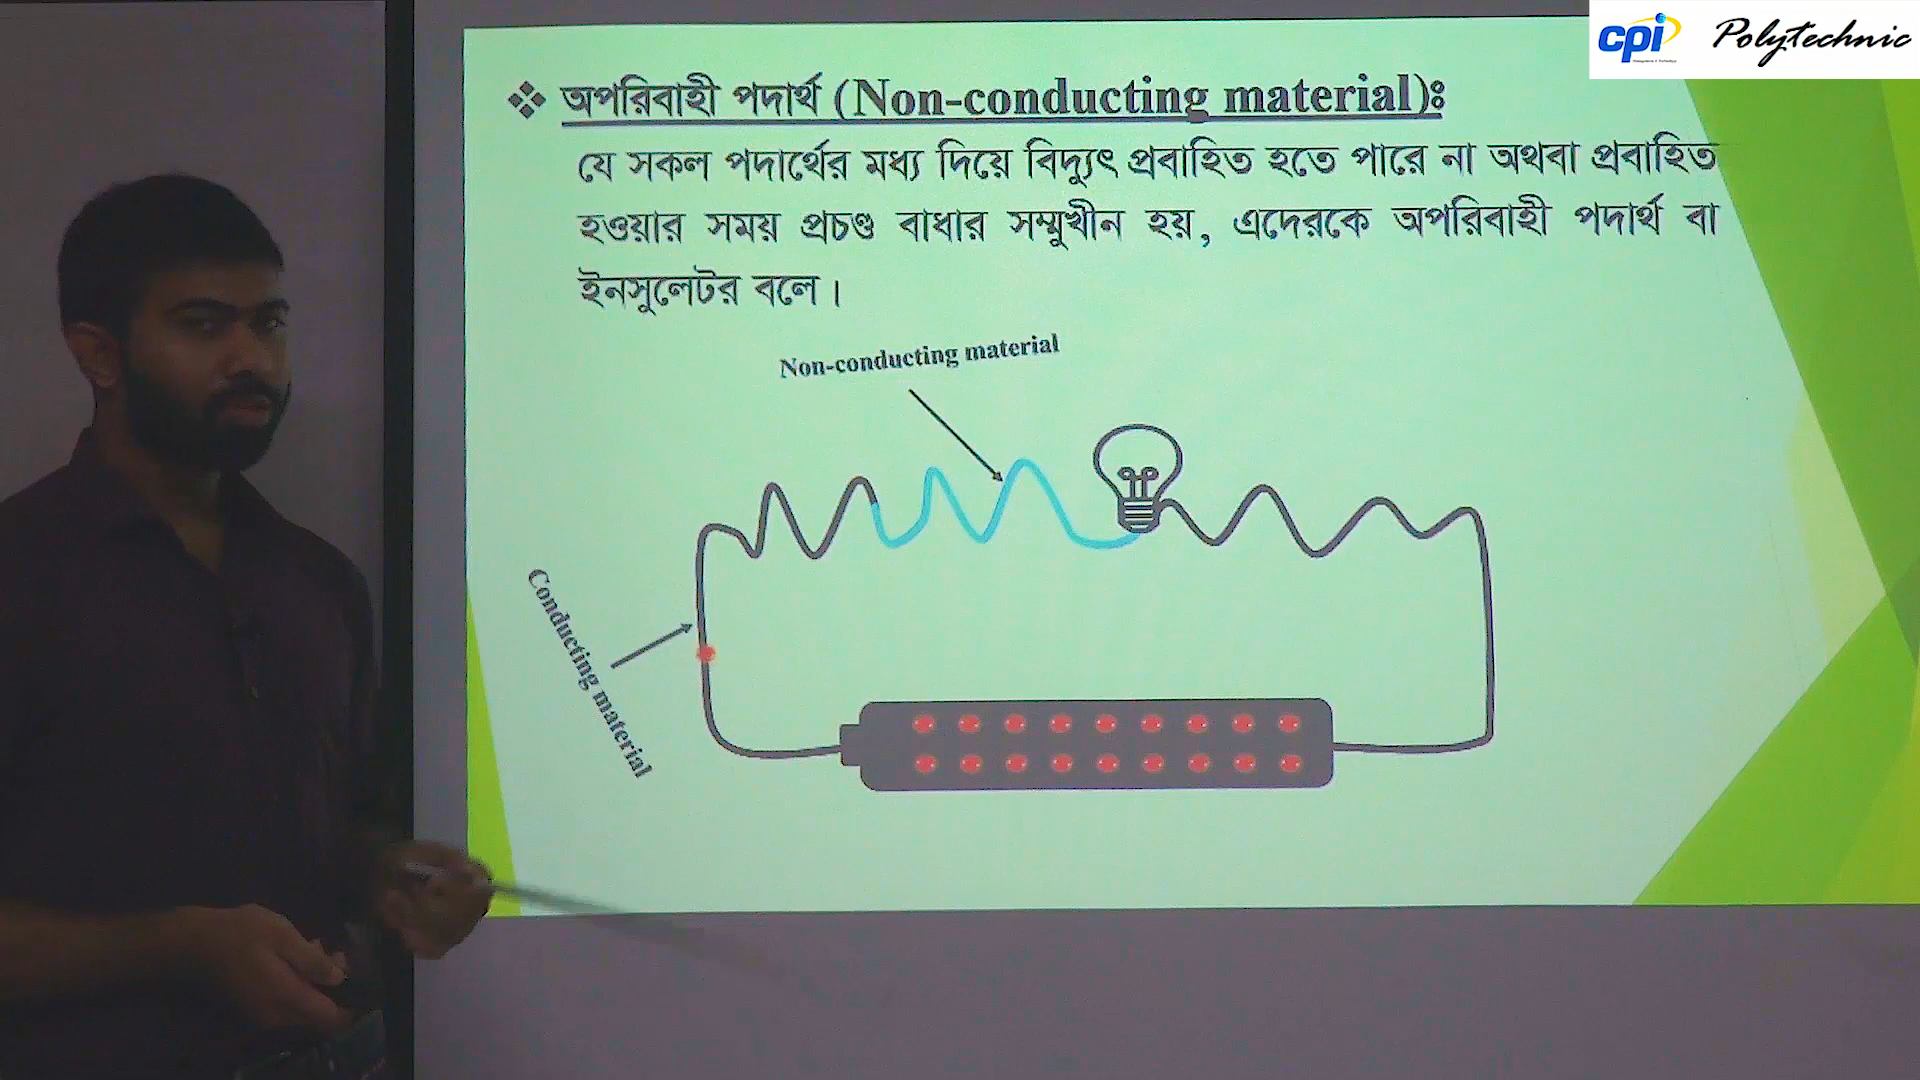 cpi Polytechnic
❖ অপরিবাহী পদার্থ (Non-conducting material)ঃ
যে সকল পদার্থের মধ্য দিয়ে বিদ্যুৎ প্রবাহিত হতে পারে না অথবা প্রবাহিত
হওয়ার সময় প্রচণ্ড বাধার সম্মুখীন হয়, এদেরকে অপরিবাহী পদার্থ বা
ইনসুলেটর বলে।
Non-conducting material
Conducting material